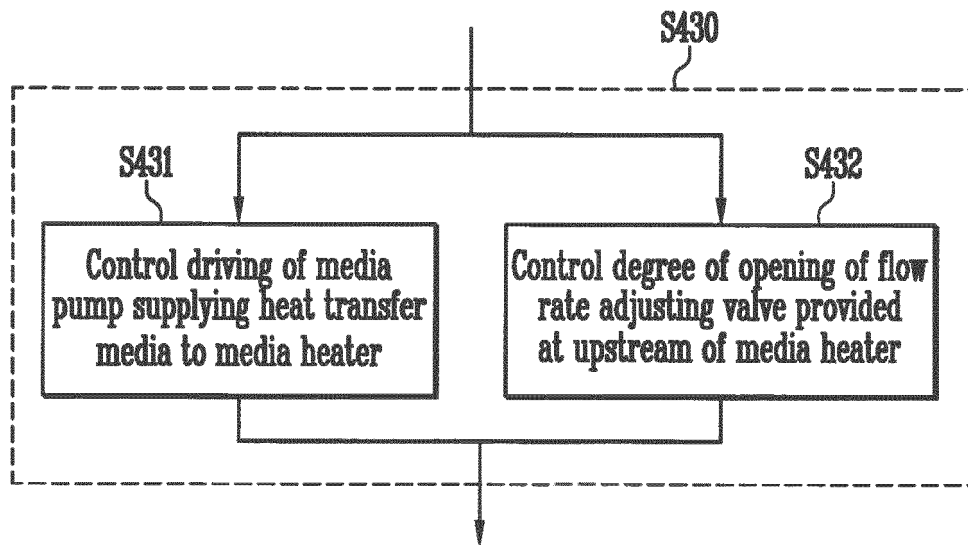 S430
S431
S432
Control driving of media
pump supplying heat transfer
media to media heater
Control degree of opening of flow
rate adjusting valve provided
at upstream of media heater